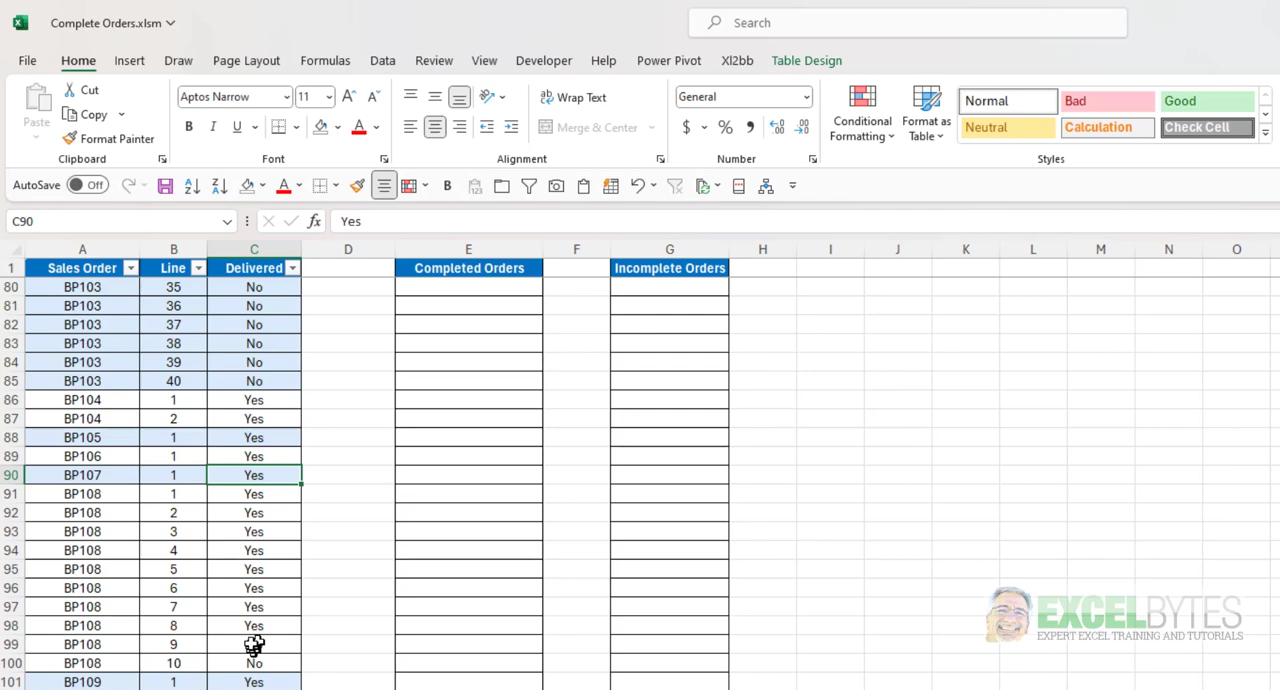 Complete Orders.xlsm
Search
File Home Insert Draw Page Layout Formulas Data Review View Developer Help Power Pivot Xl2bb Table Design
Paste
Cut
Copy
Format Painter
Clipboard
Aptos Narrow 11 A A
B I U A
Font
ab Wrap Text
Merge & Center
Alignment
General
$ % 9
Number
Conditional Formatting
Format as Table
Normal Bad Good
Neutral Calculation Check Cell
Styles
AutoSave Off
C90 fx Yes
A B C D E F G H I J K L M N O
1 Sales Order Line Delivered Completed Orders Incomplete Orders
80 BP103 35 No
81 BP103 36 No
82 BP103 37 No
83 BP103 38 No
84 BP103 39 No
85 BP103 40 No
86 BP104 1 Yes
87 BP104 2 Yes
88 BP105 1 Yes
89 BP106 1 Yes
90 BP107 1 Yes
91 BP108 1 Yes
92 BP108 2 Yes
93 BP108 3 Yes
94 BP108 4 Yes
95 BP108 5 Yes
96 BP108 6 Yes
97 BP108 7 Yes
98 BP108 8 Yes
99 BP108 9
100 BP108 10 No
101 BP109 1 Yes
EXCELBYTES
EXPERT EXCEL TRAINING AND TUTORIALS